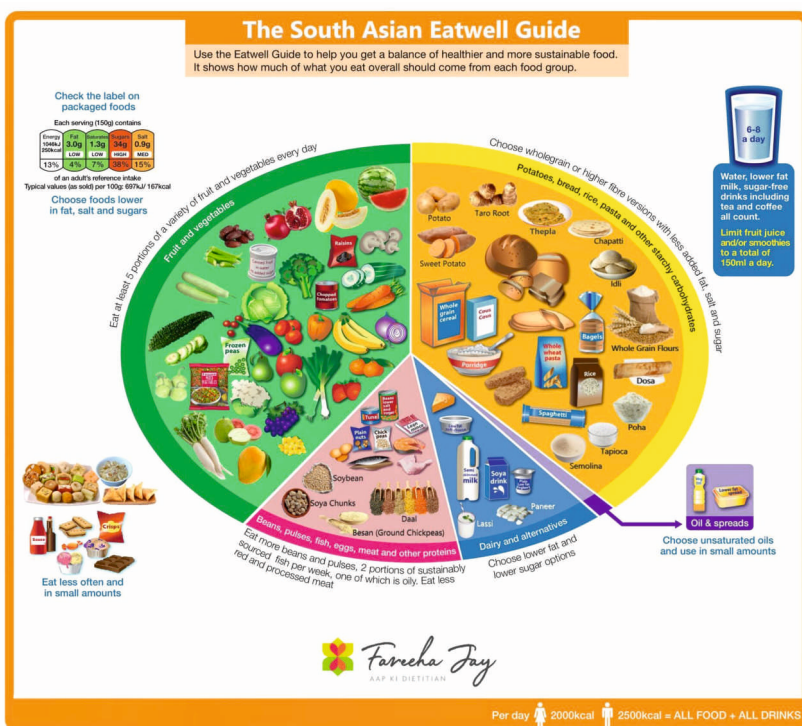 The South Asian Eatwell Guide
Use the Eatwell Guide to help you get a balance of healthier and more sustainable food.
It shows how much of what you eat overall should come from each food group.
Check the label on
packaged foods
Each serving (150g) contains
Energy
1046kJ
250kcal
13%
Fat
3.0g
LOW
4%
Saturates
1.3g
LOW
7%
Sugars
34g
HIGH
38%
Salt
0.9g
MED
15%
of an adult's reference intake
Typical values (as sold) per 100g: 697kJ/ 167kcal
Choose foods lower
in fat, salt and sugars
6-8
a day
Water, lower fat
milk, sugar-free
drinks including
tea and coffee
all count.
Limit fruit juice
and/or smoothies
to a total of
150ml a day.
Eat at least 5 portions of a variety of fruit and vegetables every day
Fruit and vegetables
Raisins
Chopped
tomatoes
Frozen
peas
Choose wholegrain or higher fibre versions with less added fat, salt and sugar
Potatoes, bread, rice, pasta and other starchy carbohydrates
Potato
Taro Root
Thepla
Chapatti
Sweet Potato
Idli
Whole
grain
cereal
Cous
Cous
Bagels
Whole Grain Flours
Porridge
Whole
wheat
pasta
Rice
Dosa
Spaghetti
Poha
Tapioca
Semolina
Tuna
Beans
lower
salt
and sugar
Plain
nuts
Chick
peas
Lean
mince
Soybean
Soya Chunks
Daal
Besan (Ground Chickpeas)
Beans, pulses, fish, eggs, meat and other proteins
Eat more beans and pulses, 2 portions of sustainably
sourced fish per week, one of which is oily. Eat less
red and processed meat
Semi
milk
Soya
drink
Paneer
Lassi
Dairy and alternatives
Choose lower fat and
lower sugar options
Lower fat
spread
Oil & spreads
Choose unsaturated oils
and use in small amounts
Sauce
Crisps
Eat less often and
in small amounts
Fareeha Jay
AAP KI DIETITIAN
Per day 2000kcal 2500kcal = ALL FOOD + ALL DRINKS